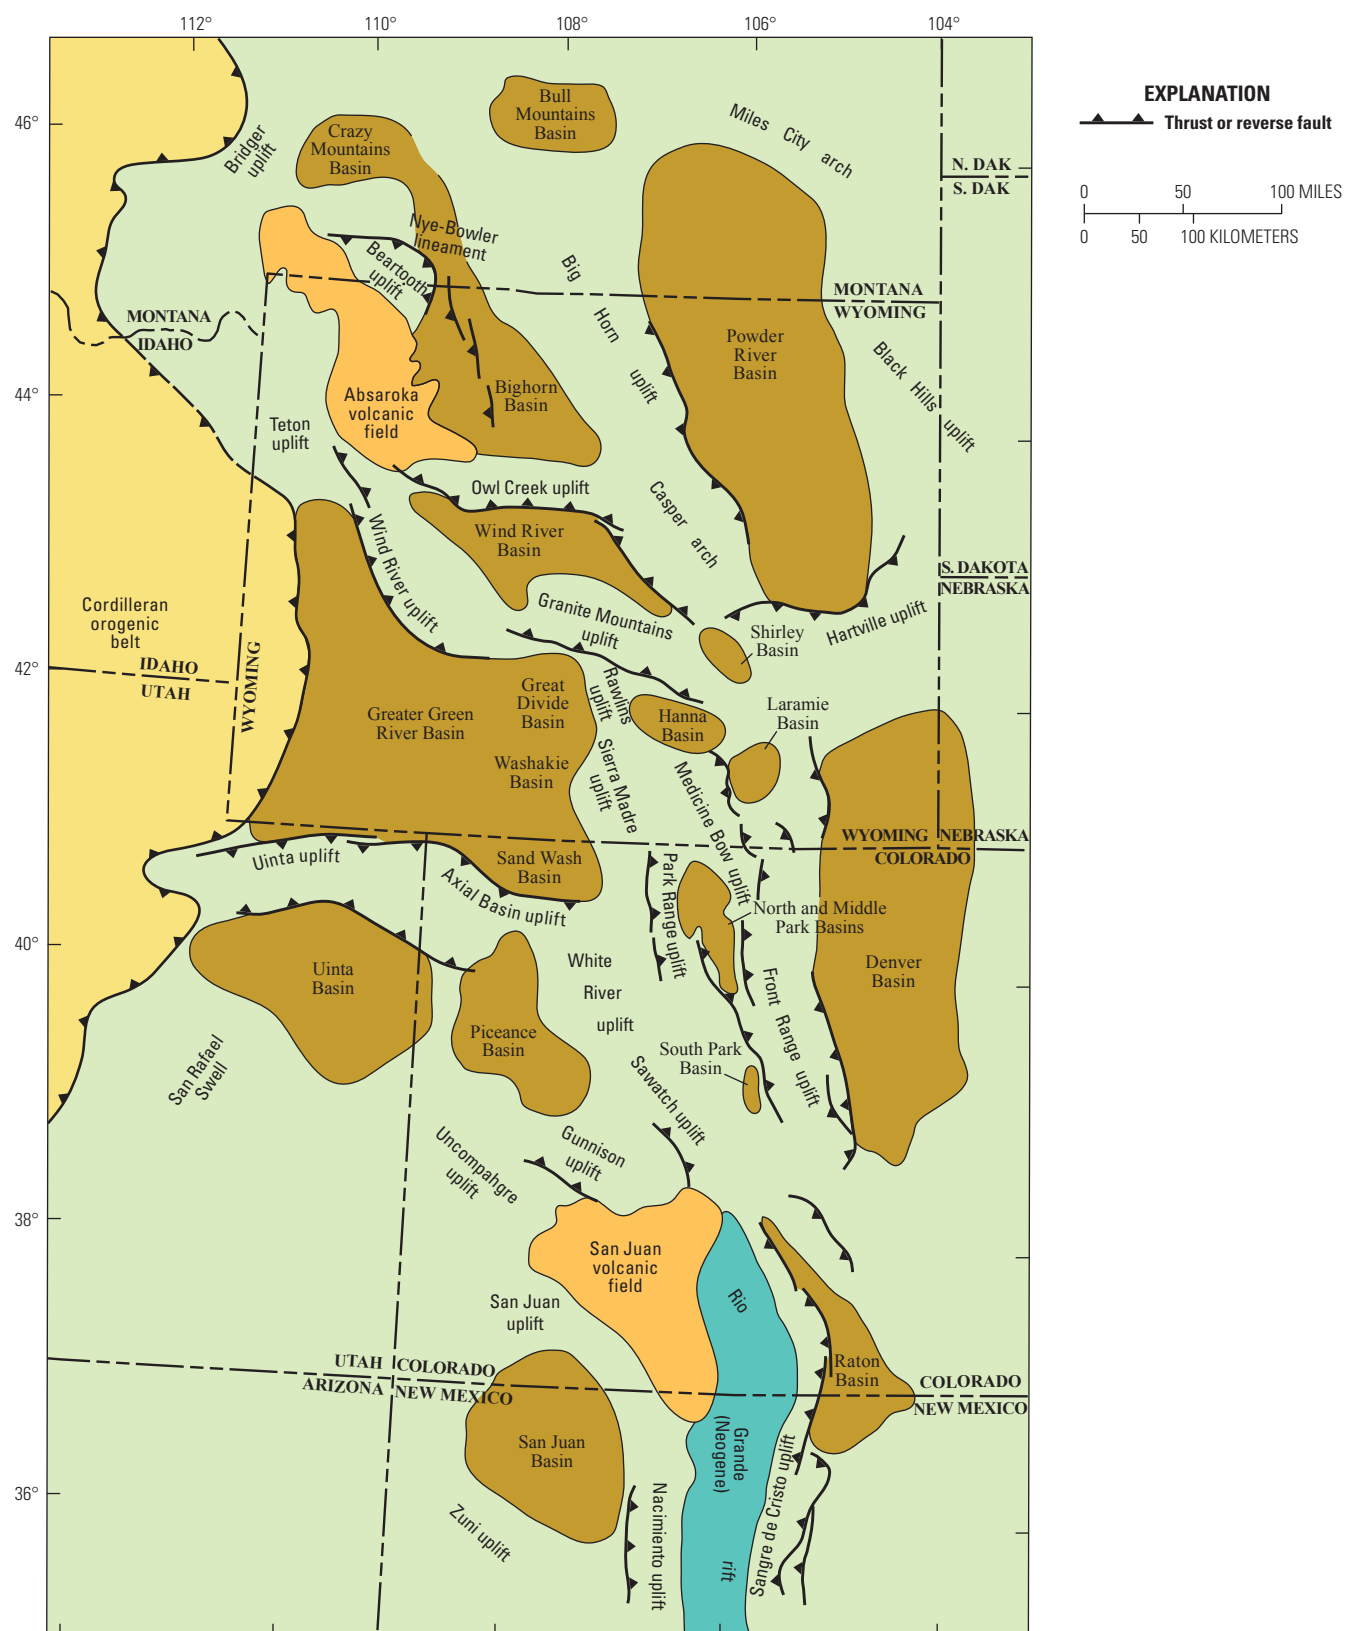 112°
110°
108°
106°
104°
46°
44°
42°
40°
38°
36°
EXPLANATION
Thrust or reverse fault
0 50 100 MILES
0 50 100 KILOMETERS
Bull
Mountains
Basin
Miles City arch
Crazy
Mountains
Basin
Bridger
uplift
N. DAK
S. DAK
Nye-Bowler
lineament
Beartooth
uplift
Big
Horn
uplift
MONTANA
WYOMING
MONTANA
IDAHO
Powder
River
Basin
Black Hills
uplift
Absaroka
volcanic
field
Bighorn
Basin
Teton
uplift
Owl Creek uplift
Casper arch
Wind River
Basin
Wind River uplift
S. DAKOTA
NEBRASKA
Cordilleran
orogenic
belt
Granite Mountains
uplift
Shirley
Basin
Hartville uplift
IDAHO
UTAH
WYOMING
Great
Divide
Basin
Rawlins
uplift
Greater Green
River Basin
Hanna
Basin
Laramie
Basin
Washakie
Basin
Sierra Madre
uplift
Medicine Bow uplift
WYOMING NEBRASKA
COLORADO
Uinta uplift
Sand Wash
Basin
Axial Basin uplift
Park Range uplift
North and Middle
Park Basins
Uinta
Basin
White
River
uplift
Denver
Basin
Front Range uplift
Piceance
Basin
South Park
Basin
San Rafael
Swell
Sawatch uplift
Uncompahgre
uplift
Gunnison
uplift
San Juan
volcanic
field
Rio
Grande
(Neogene)
rift
San Juan
uplift
Raton
Basin
UTAH COLORADO
ARIZONA NEW MEXICO
COLORADO
NEW MEXICO
San Juan
Basin
Sangre de Cristo uplift
Zuni uplift
Nacimiento uplift